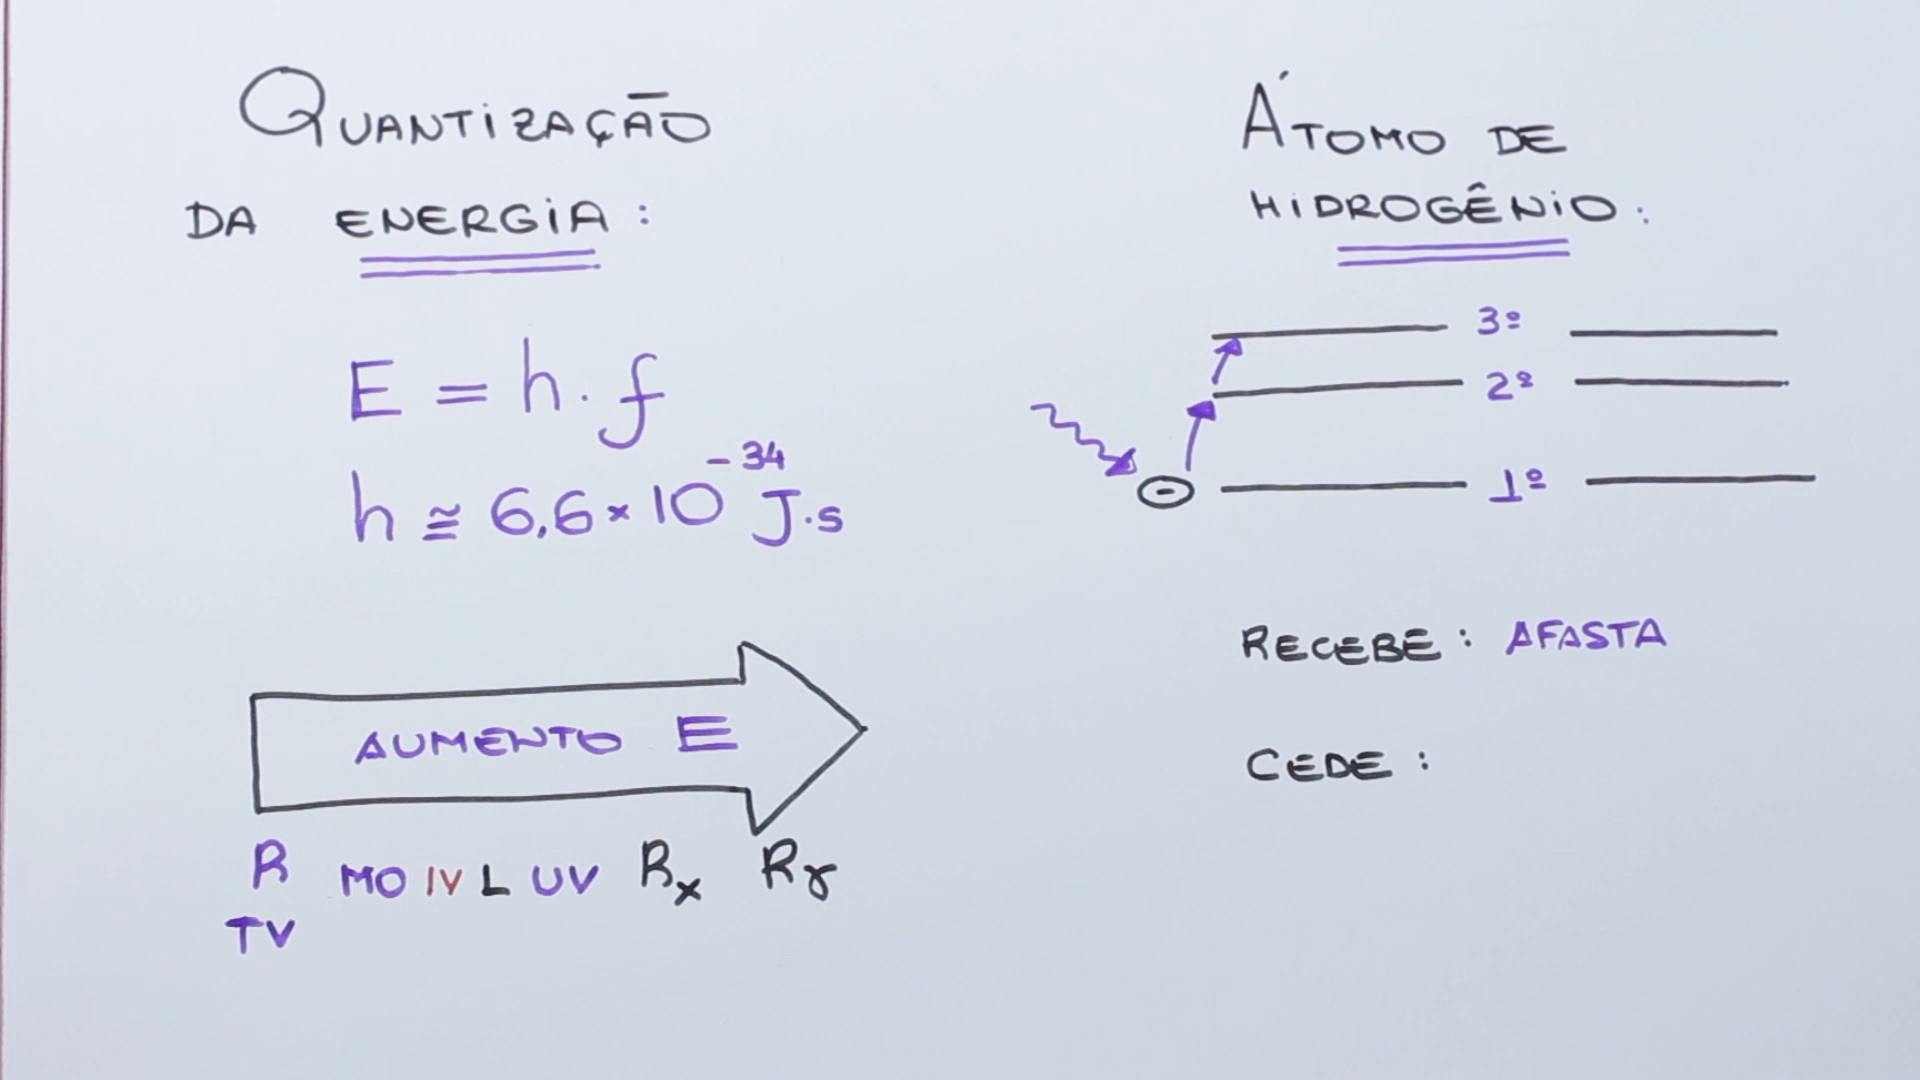 QUANTIZAÇÃO
DA ENERGIA:
E = h . f
h ≅ 6,6 × 10⁻³⁴ J.s
AUMENTO E
R MO IV L UV Rx Rγ
TV
ÁTOMO DE
HIDROGÊNIO:
3º
2º
1º
RECEBE: AFASTA
CEDE: